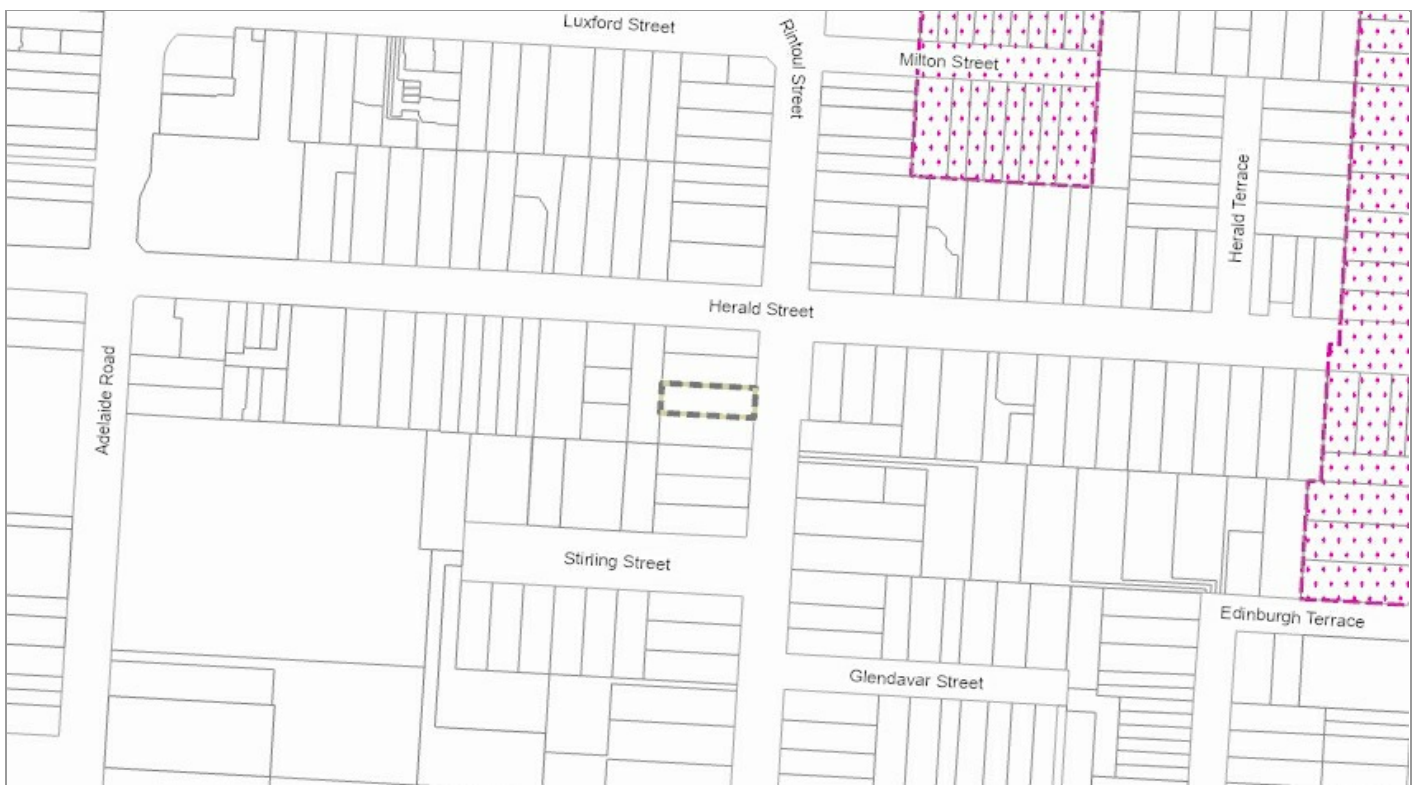 Luxford Street
Rintoul Street
Milton Street
Herald Terrace
Herald Street
Adelaide Road
Stirling Street
Edinburgh Terrace
Glendavar Street